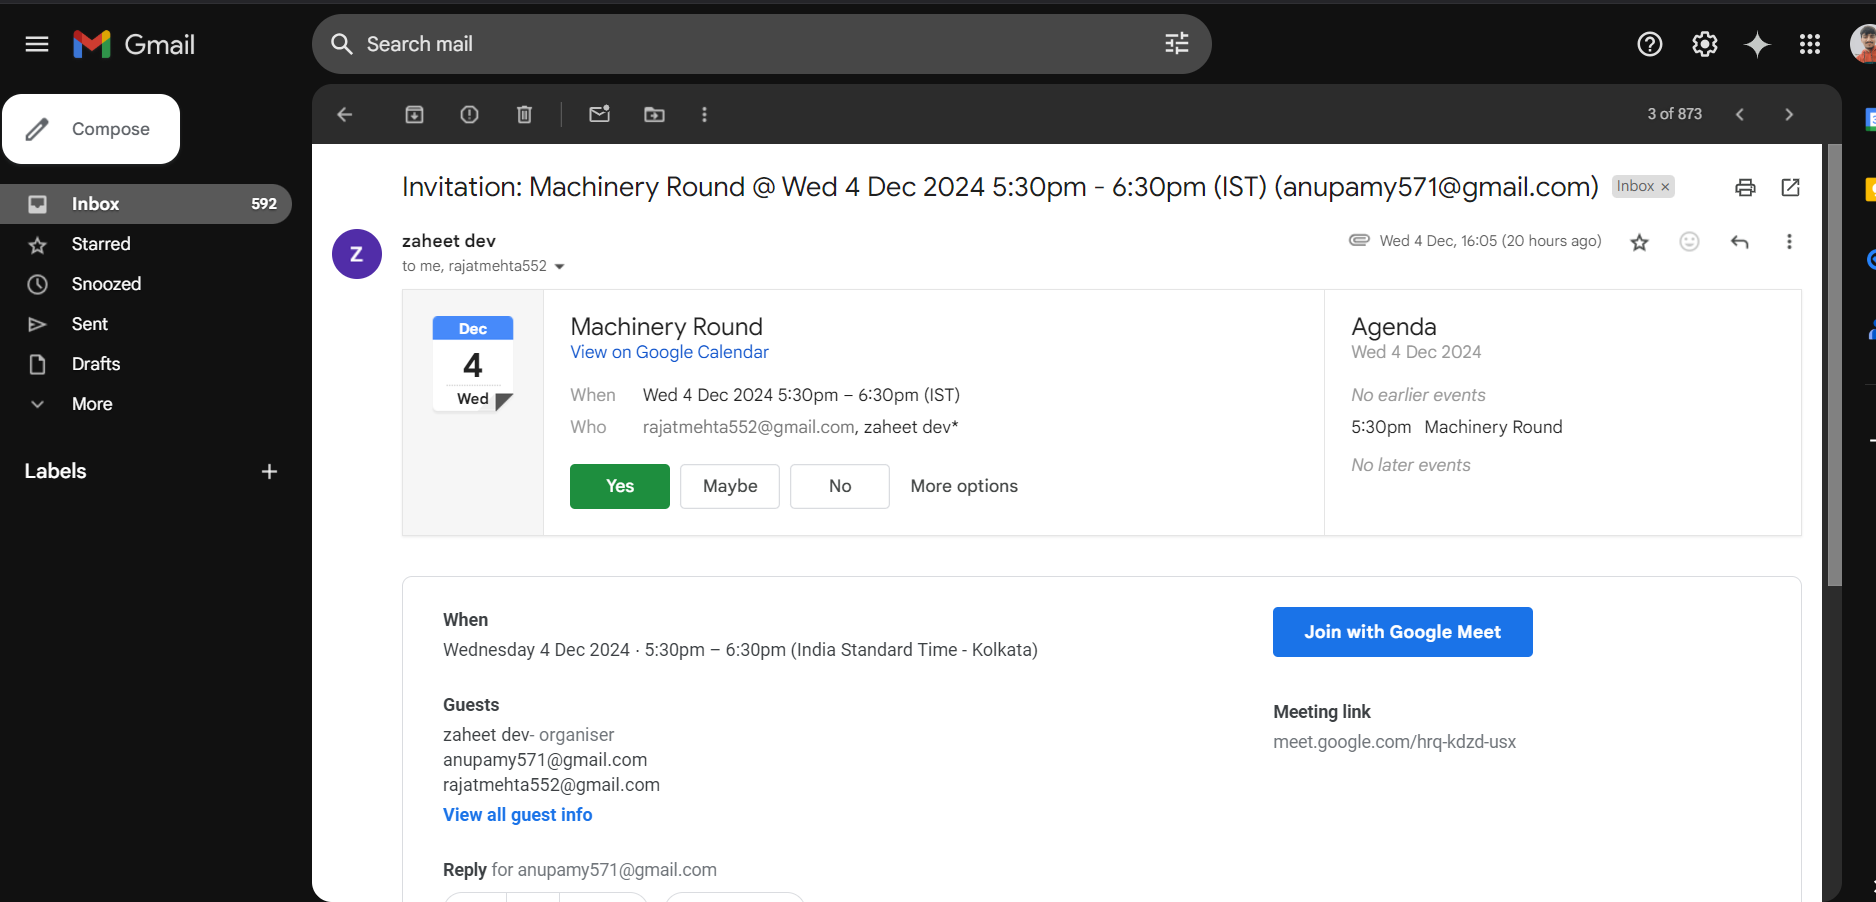 Gmail
Search mail
Compose
Inbox 592
Starred
Snoozed
Sent
Drafts
More
Labels
3 of 873
Invitation: Machinery Round @ Wed 4 Dec 2024 5:30pm - 6:30pm (IST) (anupamy571@gmail.com)
Inbox ×
Z
zaheet dev
Wed 4 Dec, 16:05 (20 hours ago)
to me, rajatmehta552
Dec
4
Wed
Machinery Round
View on Google Calendar
When Wed 4 Dec 2024 5:30pm – 6:30pm (IST)
Who rajatmehta552@gmail.com, zaheet dev*
Yes Maybe No More options
Agenda
Wed 4 Dec 2024
No earlier events
5:30pm Machinery Round
No later events
When
Wednesday 4 Dec 2024 · 5:30pm – 6:30pm (India Standard Time - Kolkata)
Guests
zaheet dev- organiser
anupamy571@gmail.com
rajatmehta552@gmail.com
View all guest info
Reply for anupamy571@gmail.com
Join with Google Meet
Meeting link
meet.google.com/hrq-kdzd-usx